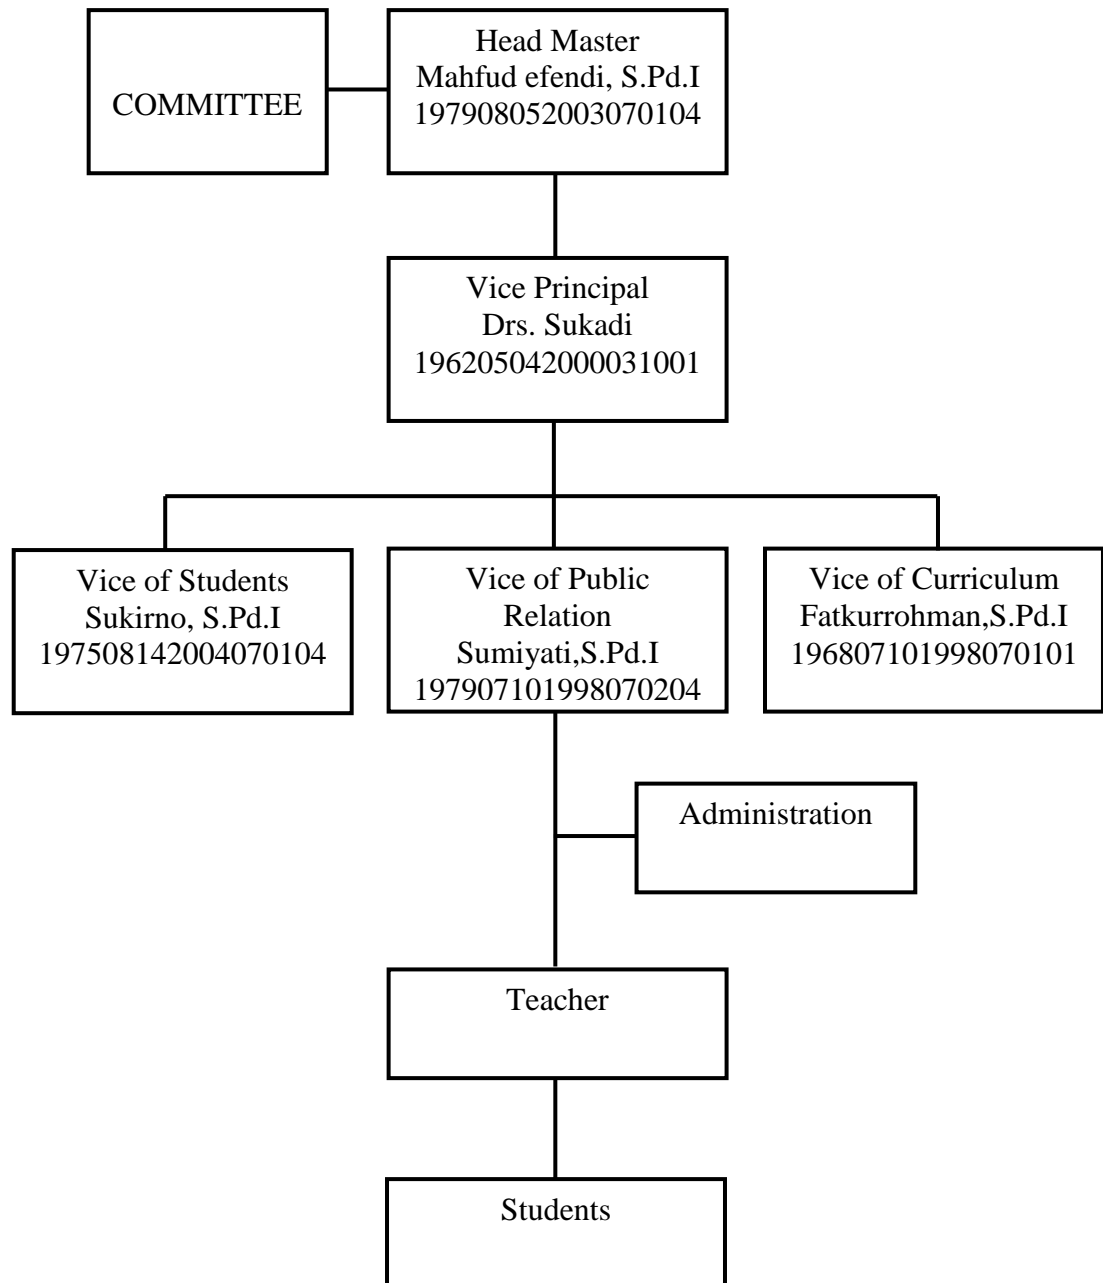 COMMITTEE
Head Master
Mahfud efendi, S.Pd.I
197908052003070104
Vice Principal
Drs. Sukadi
196205042000031001
Vice of Students
Sukirno, S.Pd.I
197508142004070104
Vice of Public
Relation
Sumiyati,S.Pd.I
197907101998070204
Vice of Curriculum
Fatkurrohman,S.Pd.I
196807101998070101
Administration
Teacher
Students